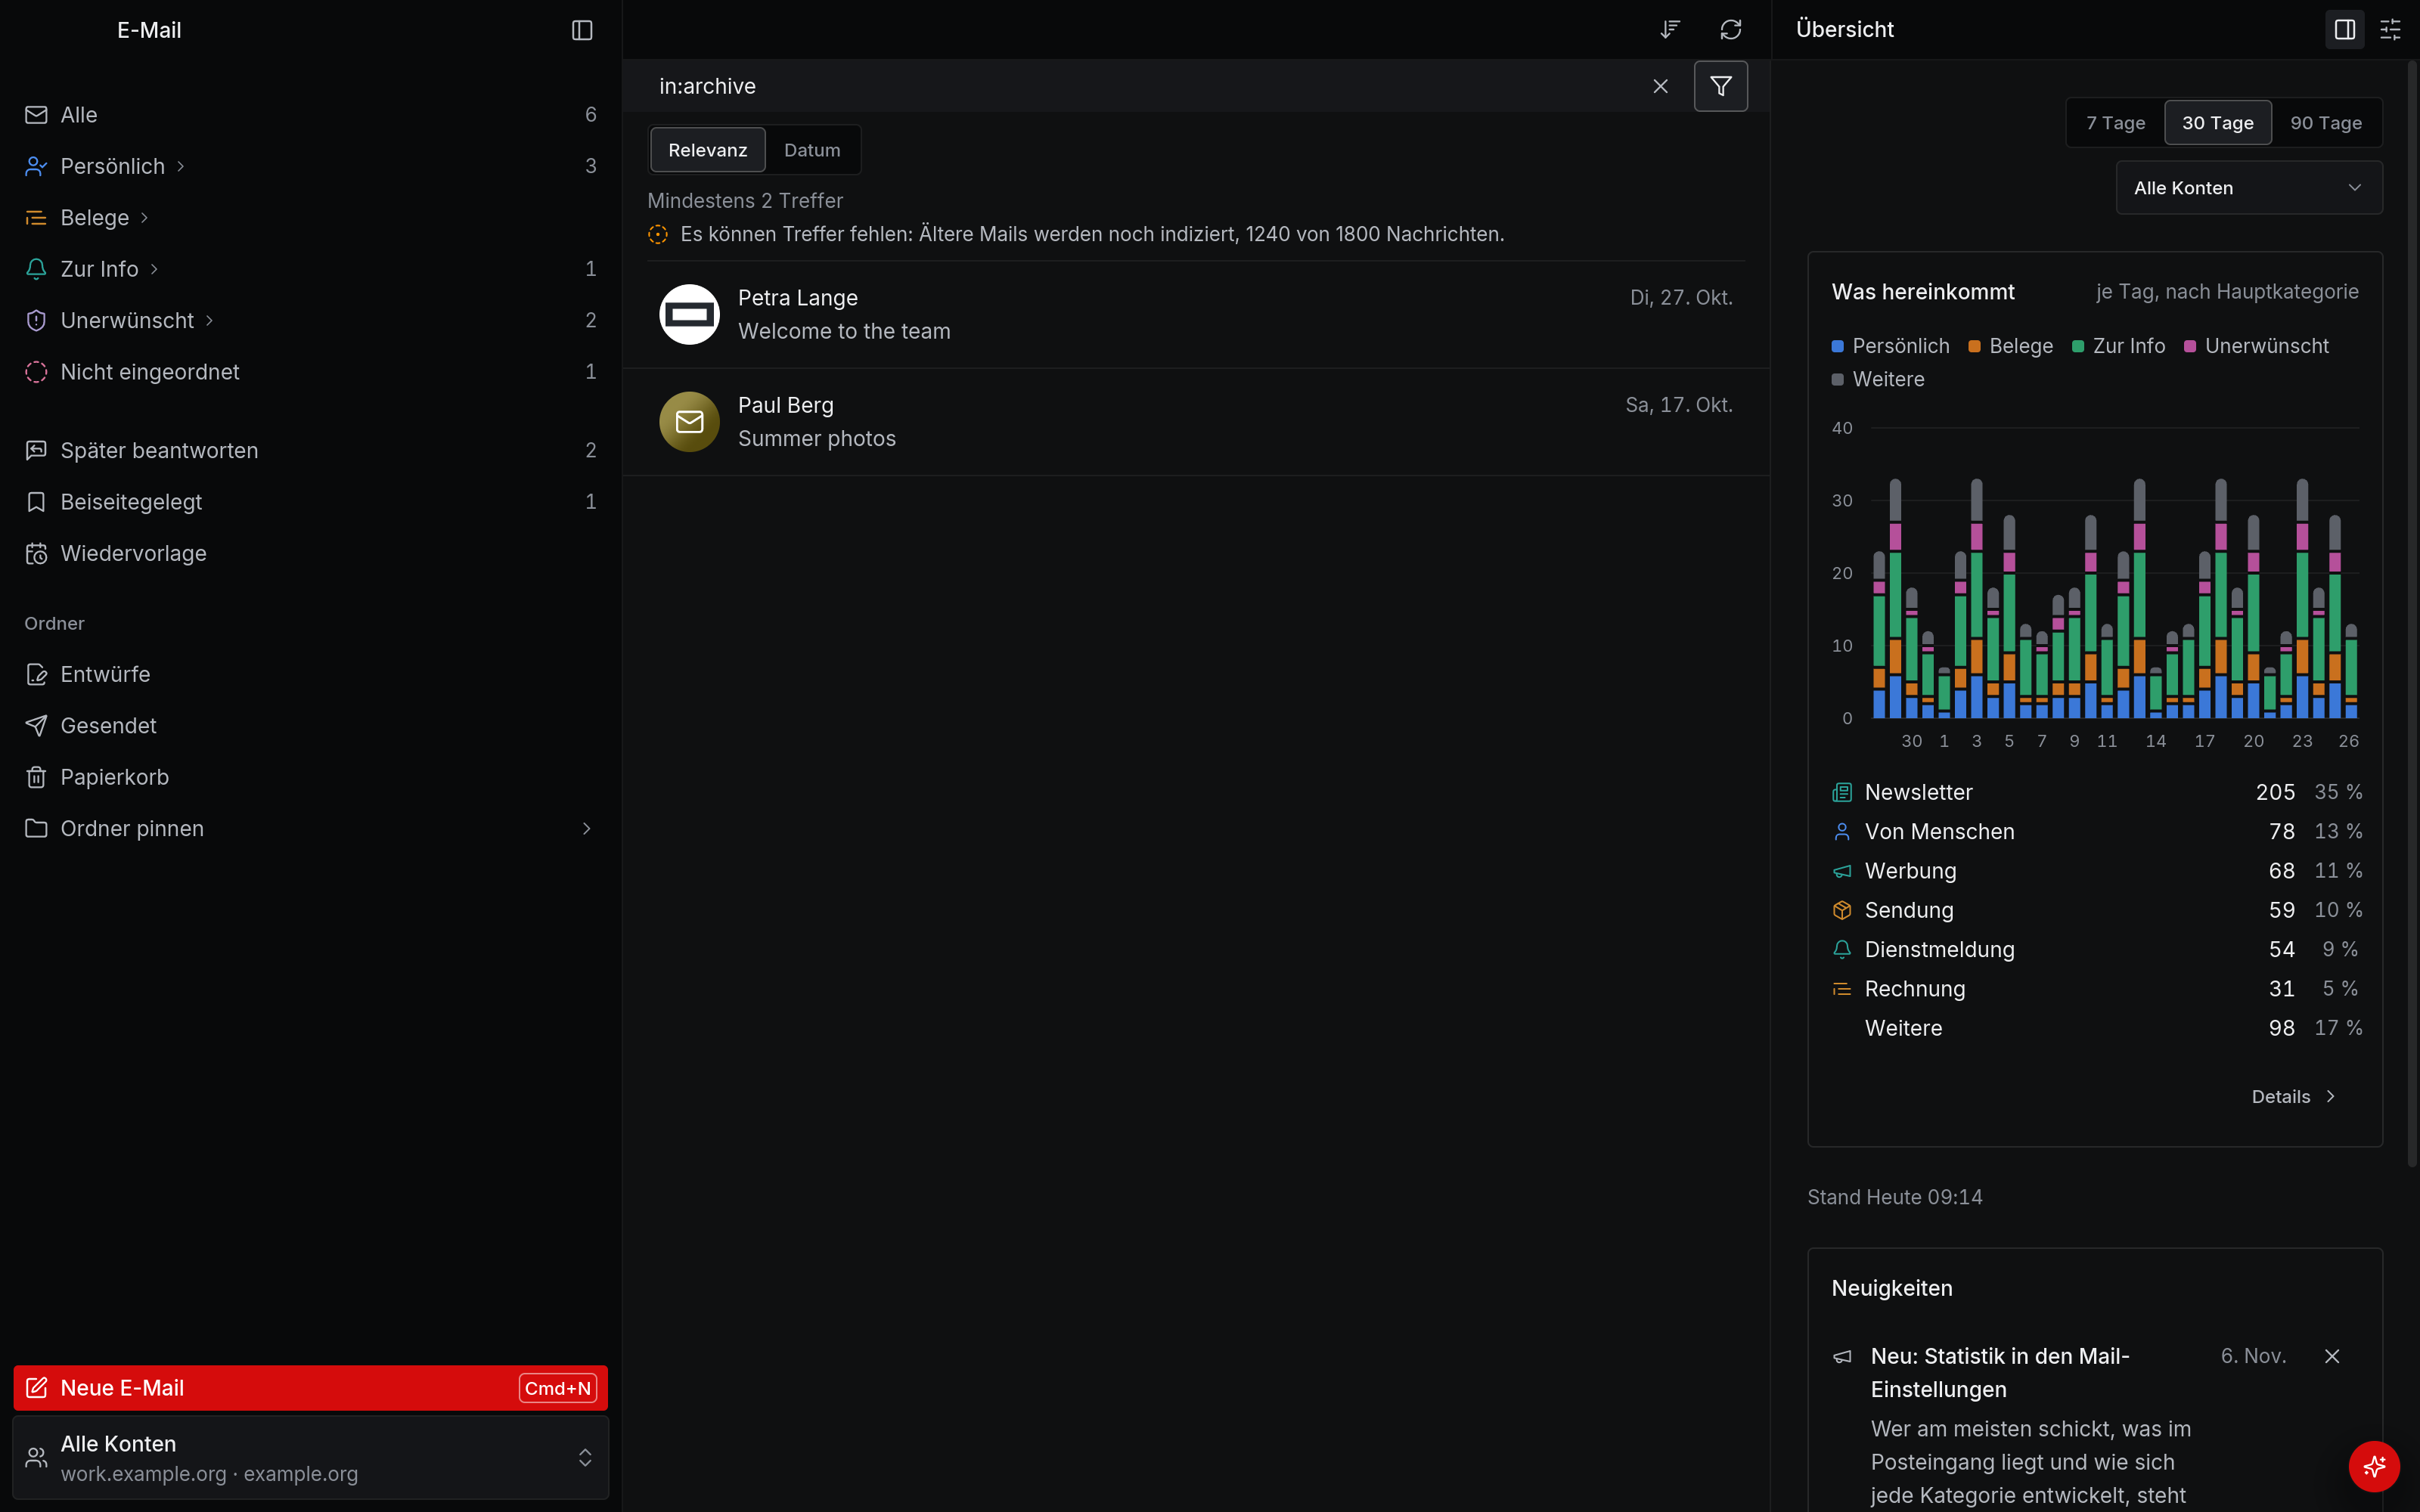 E-Mail
Alle 6
Persönlich 3
Belege
Zur Info 1
Unerwünscht 2
Nicht eingeordnet 1
Später beantworten 2
Beiseitegelegt 1
Wiedervorlage
Ordner
Entwürfe
Gesendet
Papierkorb
Ordner pinnen
Neue E-Mail Cmd+N
Alle Konten
work.example.org · example.org
in:archive
Relevanz Datum
Mindestens 2 Treffer
Es können Treffer fehlen: Ältere Mails werden noch indiziert, 1240 von 1800 Nachrichten.
Petra Lange Di, 27. Okt.
Welcome to the team
Paul Berg Sa, 17. Okt.
Summer photos
Übersicht
7 Tage 30 Tage 90 Tage
Alle Konten
Was hereinkommt je Tag, nach Hauptkategorie
Persönlich Belege Zur Info Unerwünscht
Weitere
40
30
20
10
0
30 1 3 5 7 9 11 14 17 20 23 26
Newsletter 205 35 %
Von Menschen 78 13 %
Werbung 68 11 %
Sendung 59 10 %
Dienstmeldung 54 9 %
Rechnung 31 5 %
Weitere 98 17 %
Details
Stand Heute 09:14
Neuigkeiten
Neu: Statistik in den Mail- 6. Nov.
Einstellungen
Wer am meisten schickt, was im
Posteingang liegt und wie sich
jede Kategorie entwickelt, steht